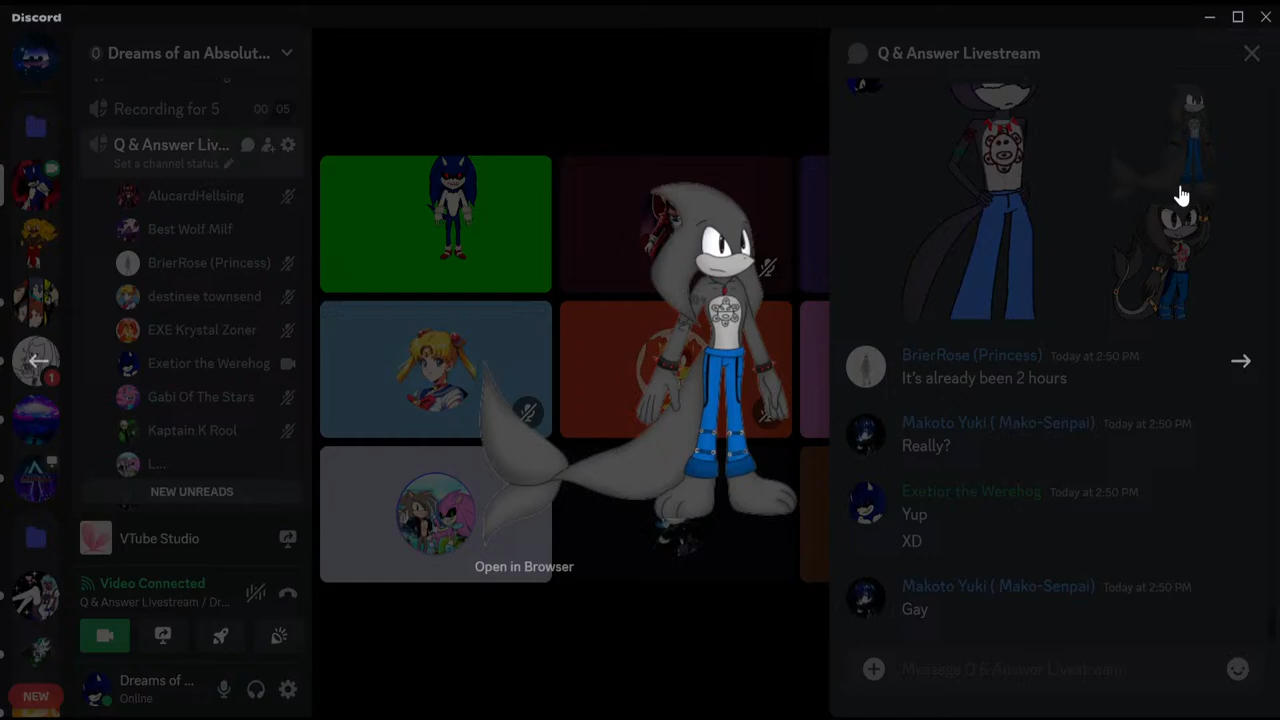 Discord
Dreams of an Absolut...
Recording for 5
00 05
Q & Answer Liv...
Set a channel status
AlucardHellsing
Best Wolf Milf
BrierRose (Princess)
destinee townsend
EXE Krystal Zoner
Exetior the Werehog
Gabi Of The Stars
Kaptain K Rool
L...
NEW UNREADS
VTube Studio
Video Connected
Q & Answer Livestream / Dr...
Dreams of ...
Online
NEW
1
Open in Browser
Q & Answer Livestream
BrierRose (Princess) Today at 2:50 PM
It's already been 2 hours
Makoto Yuki ( Mako-Senpai) Today at 2:50 PM
Really?
Exetior the Werehog Today at 2:50 PM
Yup
XD
Makoto Yuki ( Mako-Senpai) Today at 2:50 PM
Gay
Message Q & Answer Livestream